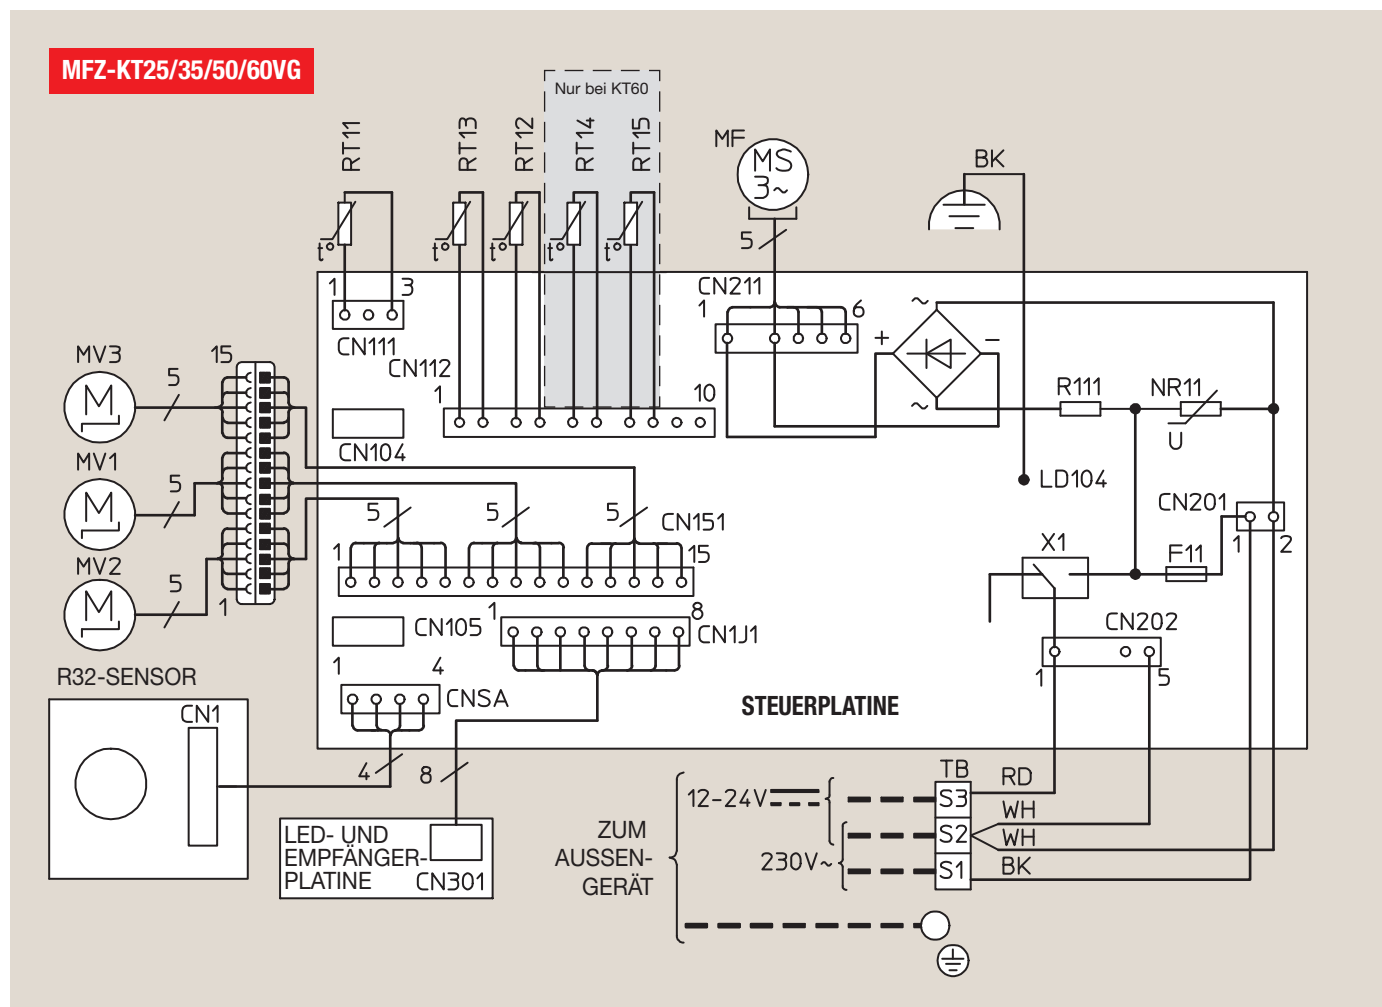 MFZ-KT25/35/50/60VG
Nur bei KT60
RT11
RT13
RT12
RT14
RT15
MF
MS
3~
BK
t°
t°
t°
t°
t°
5
1
3
CN111
CN211
1
6
~
+
−
~
CN112
1
10
R111
NR11
U
MV3
M
5
15
CN104
LD104
MV1
M
5
5
5
5
CN151
1
15
CN201
1
2
X1
F11
MV2
M
5
1
CN105
1
8
CN1J1
CN202
1
5
1
4
CNSA
STEUERPLATINE
R32-SENSOR
CN1
4
8
LED- UND
EMPFÄNGER-
PLATINE
CN301
ZUM
AUSSEN-
GERÄT
12-24V
230V~
TB
S3
S2
S1
RD
WH
WH
BK